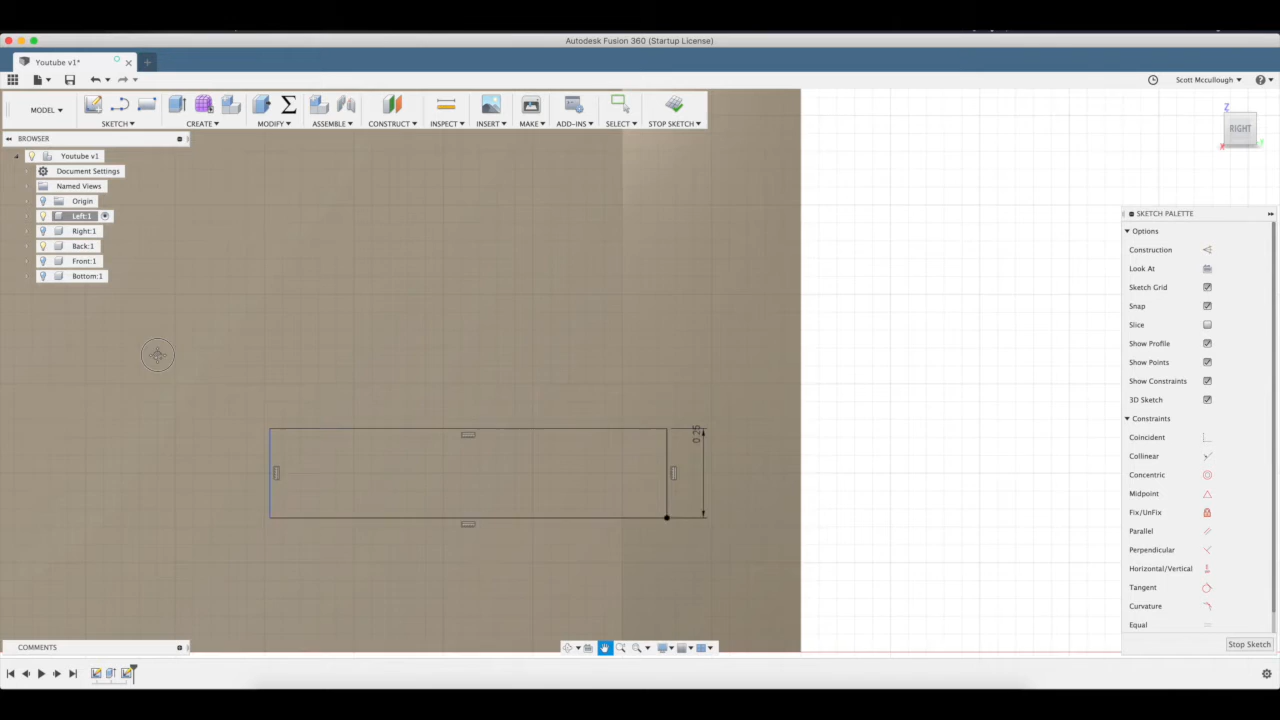 Autodesk Fusion 360 (Startup License)
Youtube v1*
Scott Mccullough
MODEL
SKETCH
CREATE
MODIFY
ASSEMBLE
CONSTRUCT
INSPECT
INSERT
MAKE
ADD-INS
SELECT
STOP SKETCH
Z
RIGHT
X
Y
BROWSER
Youtube v1
Document Settings
Named Views
Origin
Left:1
Right:1
Back:1
Front:1
Bottom:1
SKETCH PALETTE
Options
Construction
Look At
Sketch Grid
Snap
Slice
Show Profile
Show Points
Show Constraints
3D Sketch
Constraints
Coincident
Collinear
Concentric
Midpoint
Fix/UnFix
Parallel
Perpendicular
Horizontal/Vertical
Tangent
Curvature
Equal
0.25
Stop Sketch
COMMENTS